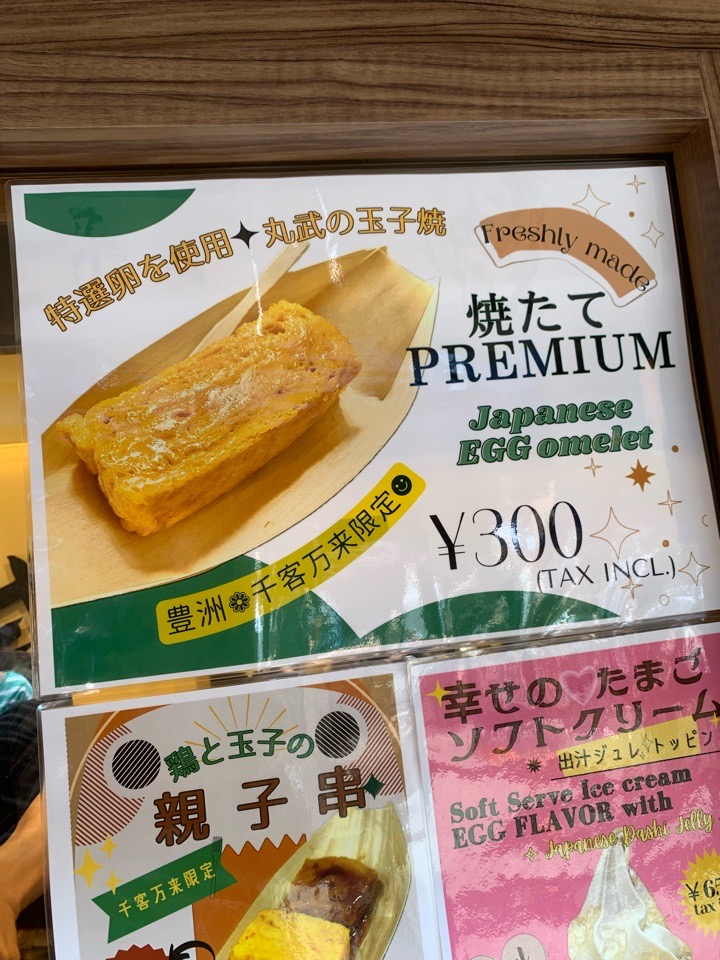 特選卵を使用✦丸武の玉子焼
Freshly made
焼たて
PREMIUM
Japanese
EGG omelet
¥300
(TAX INCL.)
豊洲 千客万来限定
鶏と玉子の
親子串
千客万来限定
幸せの♡たまご
ソフトクリーム
出汁ジュレトッピン
Soft Serve Ice cream
EGG FLAVOR with
Japanese Dashi Jelly
tax